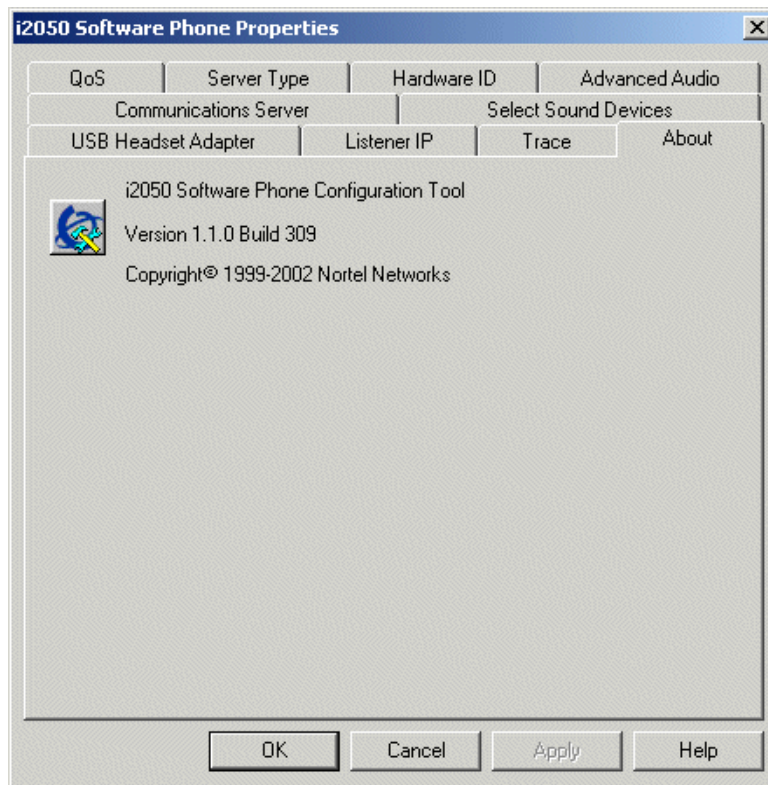 i2050 Software Phone Properties
QoS Server Type Hardware ID Advanced Audio
Communications Server Select Sound Devices
USB Headset Adapter Listener IP Trace About
i2050 Software Phone Configuration Tool
Version 1.1.0 Build 309
Copyright© 1999-2002 Nortel Networks
OK Cancel Apply Help